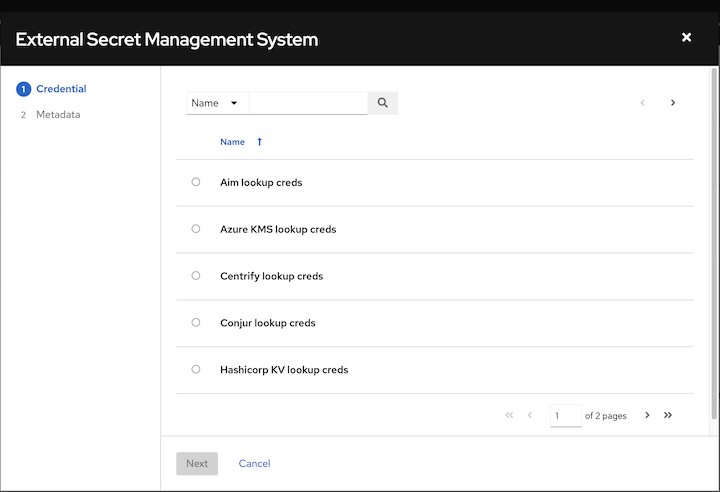 External Secret Management System
1 Credential
2 Metadata
Name
Name
Aim lookup creds
Azure KMS lookup creds
Centrify lookup creds
Conjur lookup creds
Hashicorp KV lookup creds
1 of 2 pages
Next Cancel